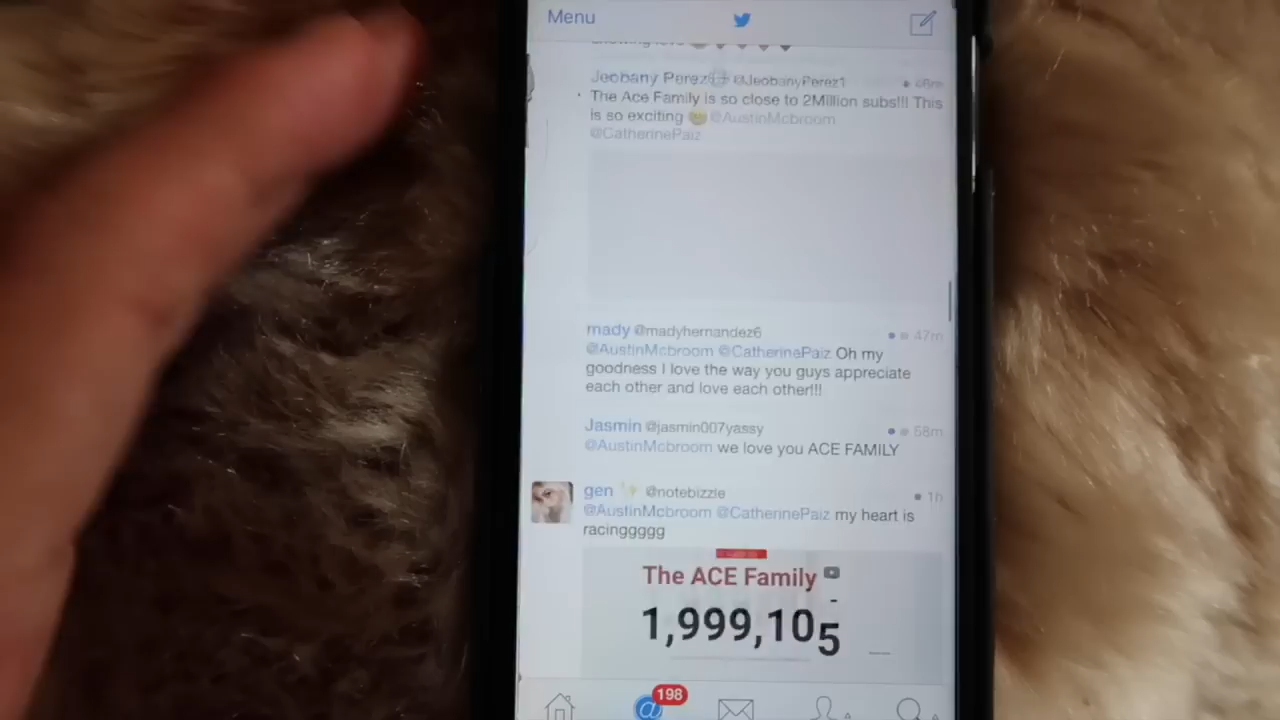 Menu
Jeobany Perez @JeobanyPerez1
The Ace Family is so close to 2Million subs!!! This
is so exciting 😁 @AustinMcbroom
@CatherinePaiz
mady @madyhernandez6 47m
@AustinMcbroom @CatherinePaiz Oh my
goodness I love the way you guys appreciate
each other and love each other!!!
Jasmin @jasmin007yassy 58m
@AustinMcbroom we love you ACE FAMILY
gen ✨ @notebizzle 1h
@AustinMcbroom @CatherinePaiz my heart is
racinggggg
The ACE Family
1,999,105
198